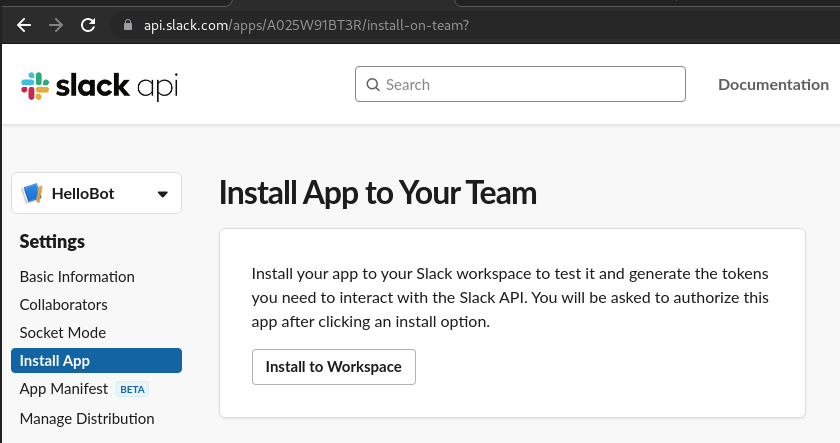 api.slack.com/apps/A025W91BT3R/install-on-team?
slack api
Search
Documentation
HelloBot
Install App to Your Team
Settings
Basic Information
Collaborators
Socket Mode
Install App
App Manifest BETA
Manage Distribution
Install your app to your Slack workspace to test it and generate the tokens
you need to interact with the Slack API. You will be asked to authorize this
app after clicking an install option.
Install to Workspace